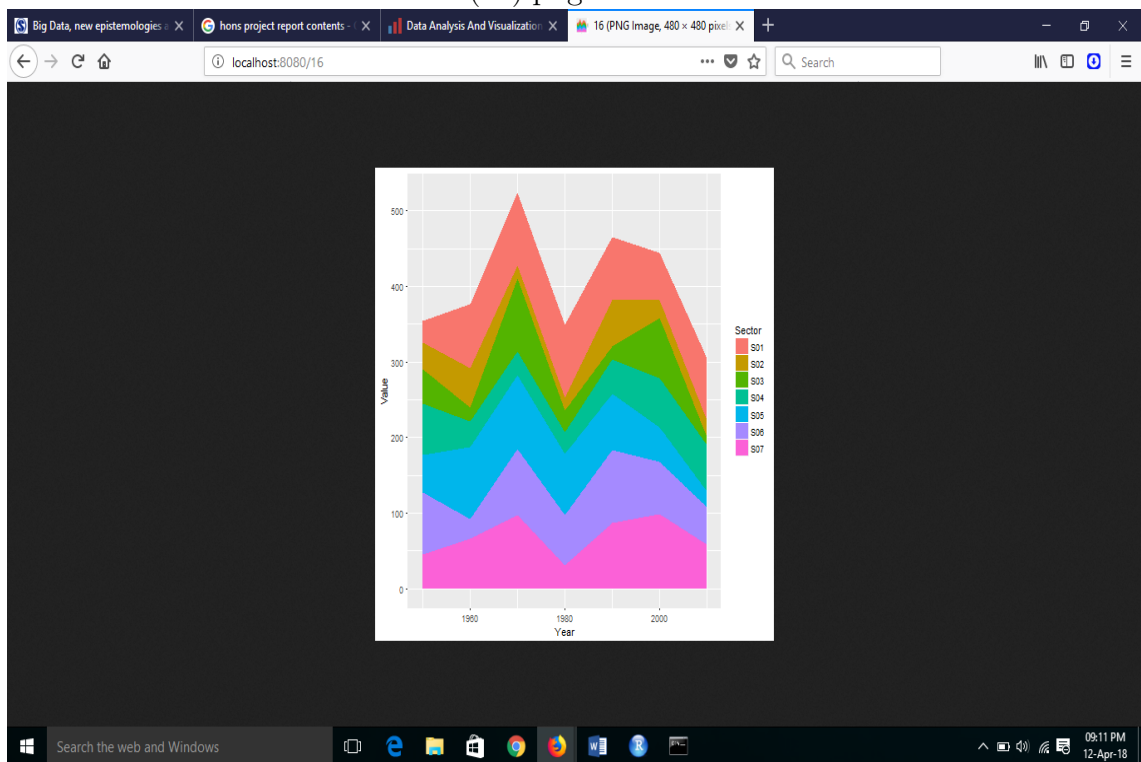 Big Data, new epistemologies a
hons project report contents -
Data Analysis And Visualization
16 (PNG Image, 480 × 480 pixel
localhost:8080/16
Search
500
400
300
200
100
0
Value
1960
1980
2000
Year
Sector
S01
S02
S03
S04
S05
S06
S07
Search the web and Windows
09:11 PM
12-Apr-18